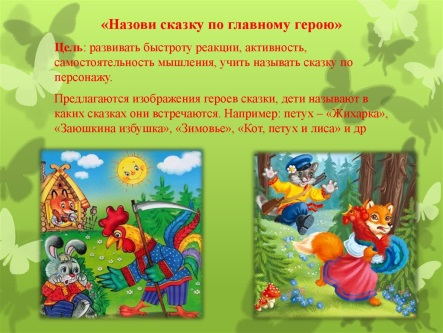 «Назови сказку по главному герою»
Цель: развивать быстроту реакции, активность,
самостоятельность мышления, учить называть сказку по
персонажу.
Предлагаются изображения героев сказки, дети называют в
каких сказках они встречаются. Например: петух – «Жихарка»,
«Заюшкина избушка», «Зимовье», «Кот, петух и лиса» и др